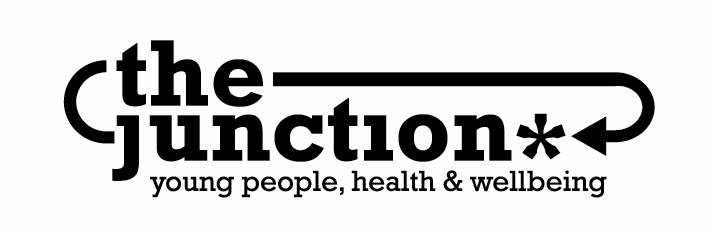 the
junction*
young people, health & wellbeing